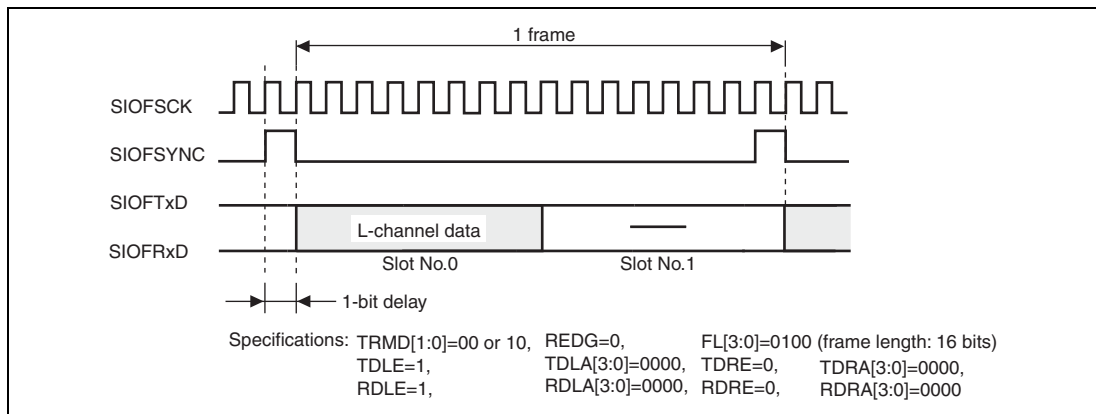 1 frame
SIOFSCK
SIOFSYNC
SIOFTxD
L-channel data
SIOFRxD
Slot No.0 Slot No.1
1-bit delay
Specifications: TRMD[1:0]=00 or 10, REDG=0, FL[3:0]=0100 (frame length: 16 bits)
TDLE=1, TDLA[3:0]=0000, TDRE=0, TDRA[3:0]=0000,
RDLE=1, RDLA[3:0]=0000, RDRE=0, RDRA[3:0]=0000